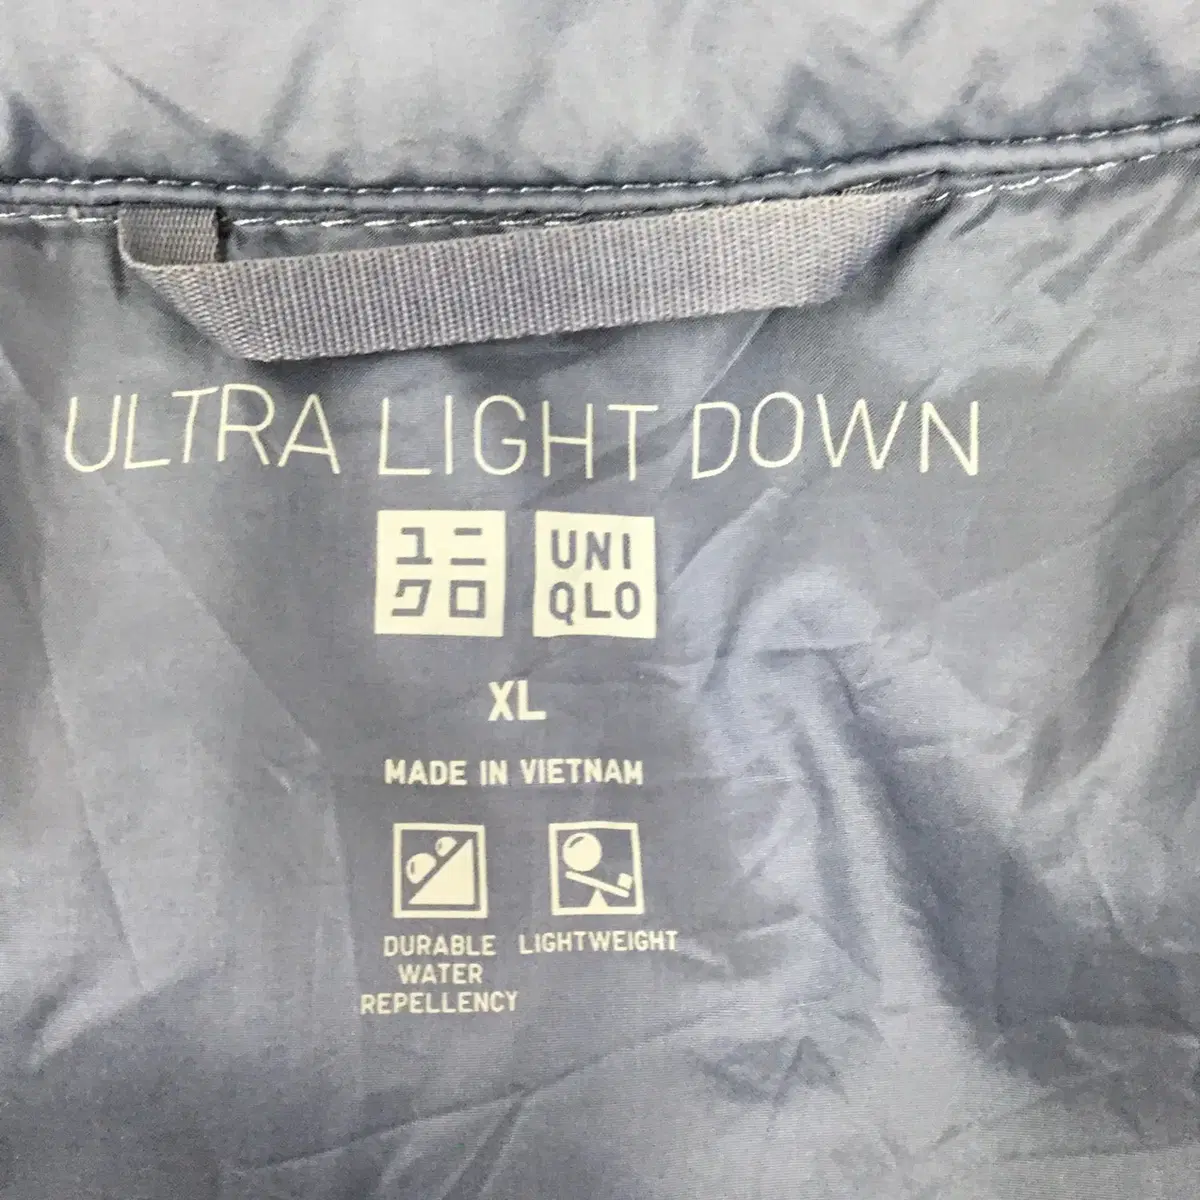 ULTRA LIGHT DOWN
ユニ
クロ
UNI
QLO
XL
MADE IN VIETNAM
DURABLE
WATER
REPELLENCY
LIGHTWEIGHT